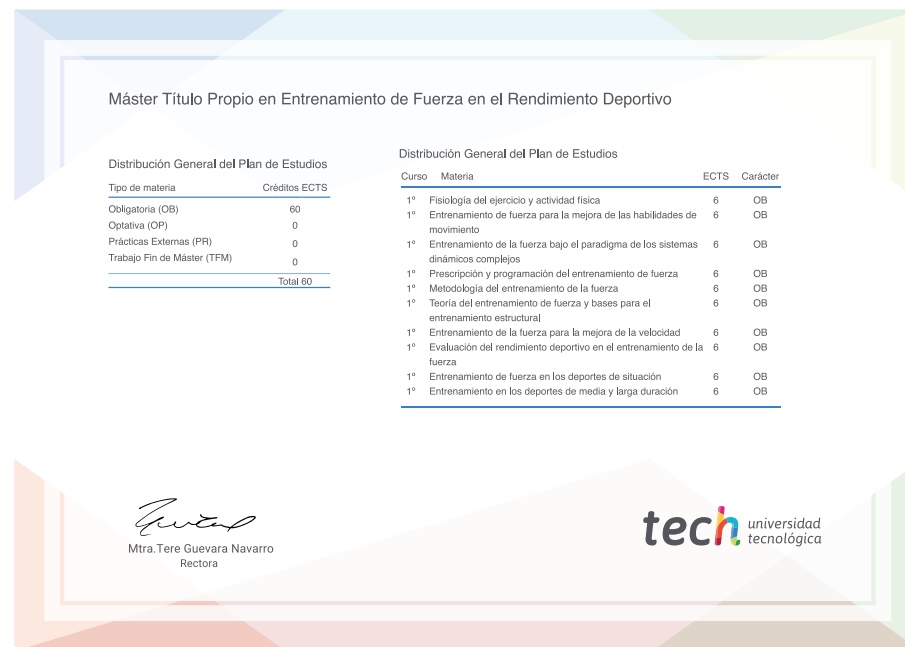 Máster Título Propio en Entrenamiento de Fuerza en el Rendimiento Deportivo
Distribución General del Plan de Estudios
Tipo de materia Créditos ECTS
Obligatoria (OB) 60
Optativa (OP) 0
Prácticas Externas (PR) 0
Trabajo Fin de Máster (TFM) 0
Total 60
Distribución General del Plan de Estudios
Curso Materia ECTS Carácter
1º Fisiología del ejercicio y actividad física 6 OB
1º Entrenamiento de fuerza para la mejora de las habilidades de 6 OB
movimiento
1º Entrenamiento de la fuerza bajo el paradigma de los sistemas 6 OB
dinámicos complejos
1º Prescripción y programación del entrenamiento de fuerza 6 OB
1º Metodología del entrenamiento de la fuerza 6 OB
1º Teoría del entrenamiento de fuerza y bases para el 6 OB
entrenamiento estructural
1º Entrenamiento de la fuerza para la mejora de la velocidad 6 OB
1º Evaluación del rendimiento deportivo en el entrenamiento de la 6 OB
fuerza
1º Entrenamiento de fuerza en los deportes de situación 6 OB
1º Entrenamiento en los deportes de media y larga duración 6 OB
Mtra.Tere Guevara Navarro
Rectora
tech universidad
tecnológica